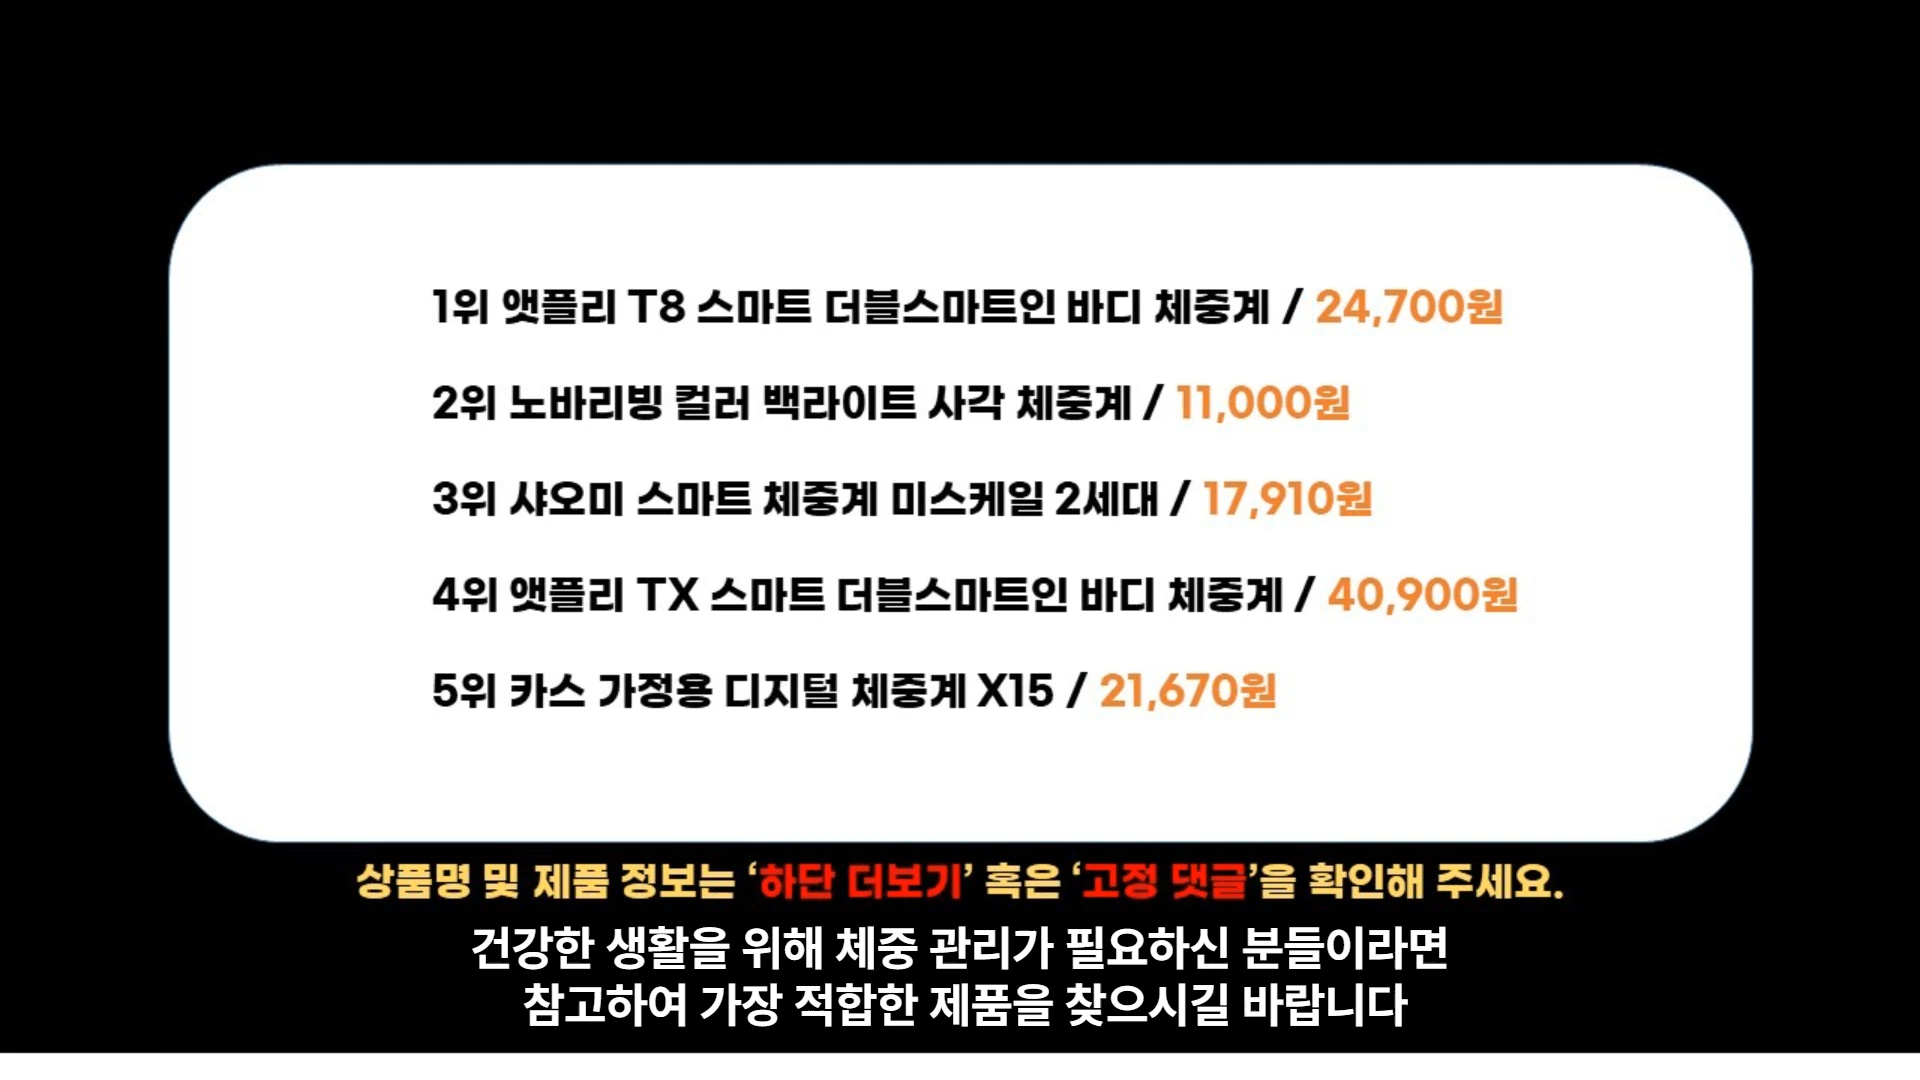 1위 앳플리 T8 스마트 더블스마트인 바디 체중계 / 24,700원
2위 노바리빙 컬러 백라이트 사각 체중계 / 11,000원
3위 샤오미 스마트 체중계 미스케일 2세대 / 17,910원
4위 앳플리 TX 스마트 더블스마트인 바디 체중계 / 40,900원
5위 카스 가정용 디지털 체중계 X15 / 21,670원
상품명 및 제품 정보는 ‘하단 더보기’ 혹은 ‘고정 댓글’을 확인해 주세요.
건강한 생활을 위해 체중 관리가 필요하신 분들이라면
참고하여 가장 적합한 제품을 찾으시길 바랍니다